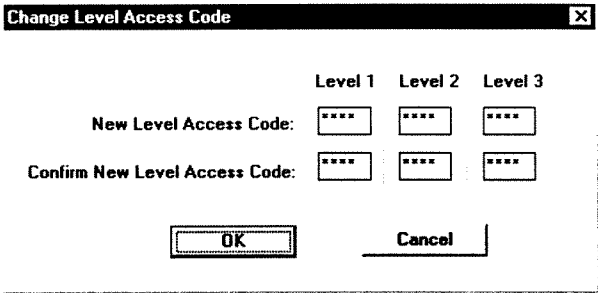 Change Level Access Code
Level 1 Level 2 Level 3
New Level Access Code: **** **** ****
Confirm New Level Access Code: **** **** ****
OK Cancel